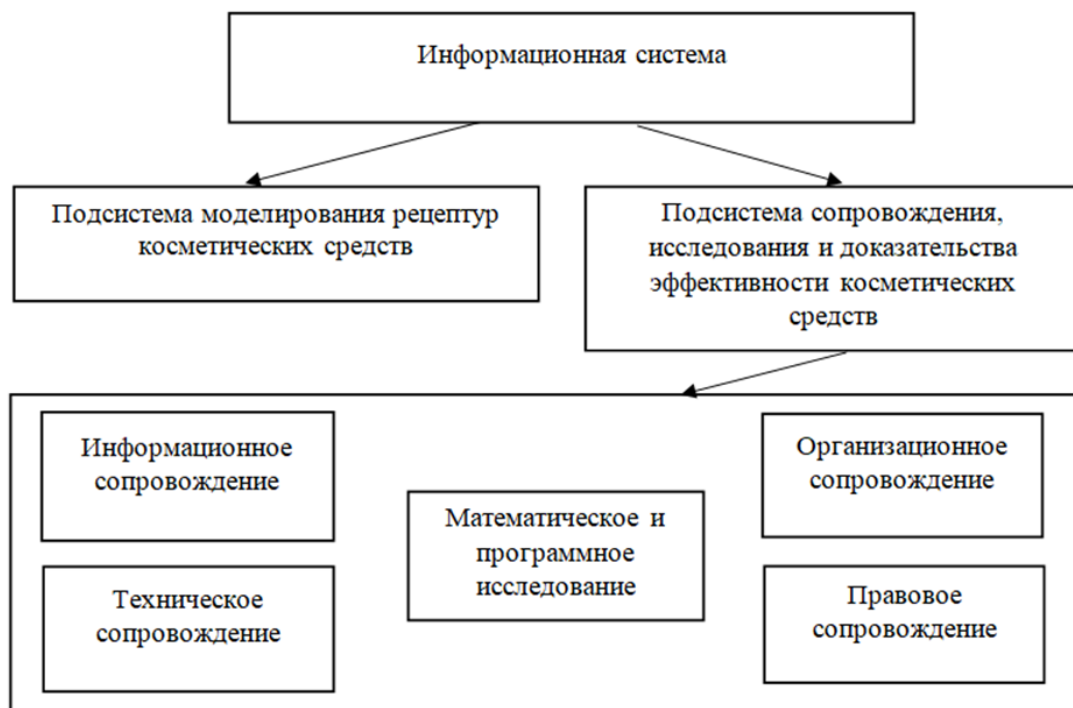 Информационная система
Подсистема моделирования рецептур
косметических средств
Подсистема сопровождения,
исследования и доказательства
эффективности косметических
средств
Информационное
сопровождение
Организационное
сопровождение
Математическое и
программное
исследование
Техническое
сопровождение
Правовое
сопровождение